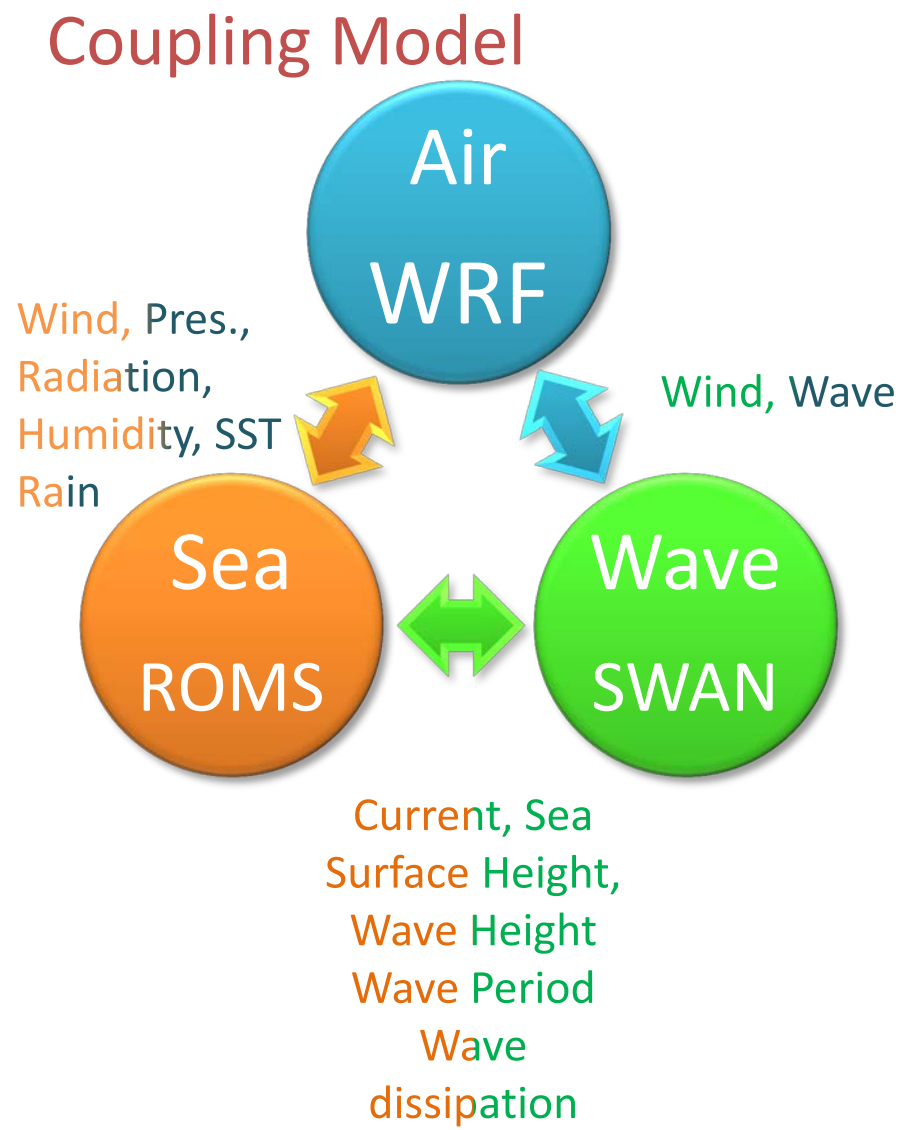 Coupling Model
Air
WRF
Wind, Pres.,
Radiation,
Humidity, SST
Rain
Wind, Wave
Sea
ROMS
Wave
SWAN
Current, Sea
Surface Height,
Wave Height
Wave Period
Wave
dissipation